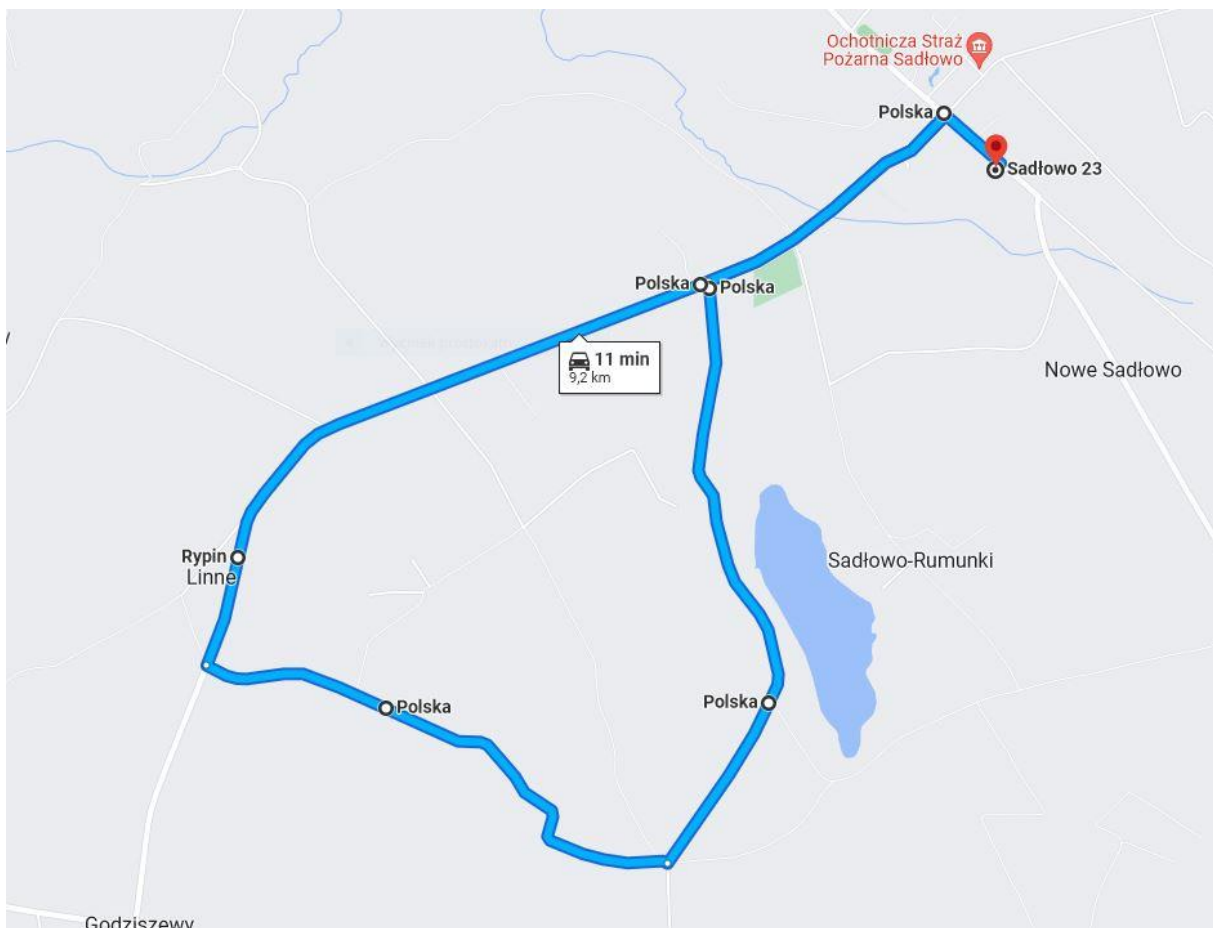 Ochotnicza Straż
Pożarna Sadłowo
Polska
Sadłowo 23
Polska
Polska
11 min
9,2 km
Nowe Sadłowo
Rypin
Linne
Sadłowo-Rumunki
Polska
Polska
Godziszewy